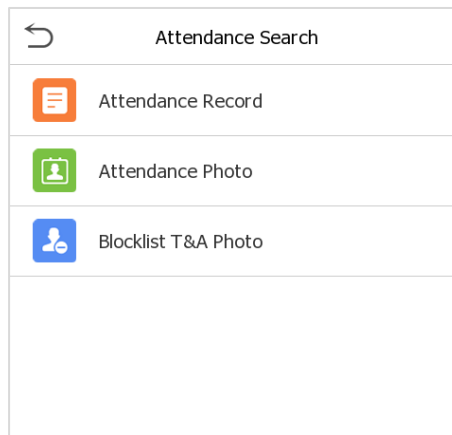 Attendance Search
Attendance Record
Attendance Photo
Blocklist T&A Photo